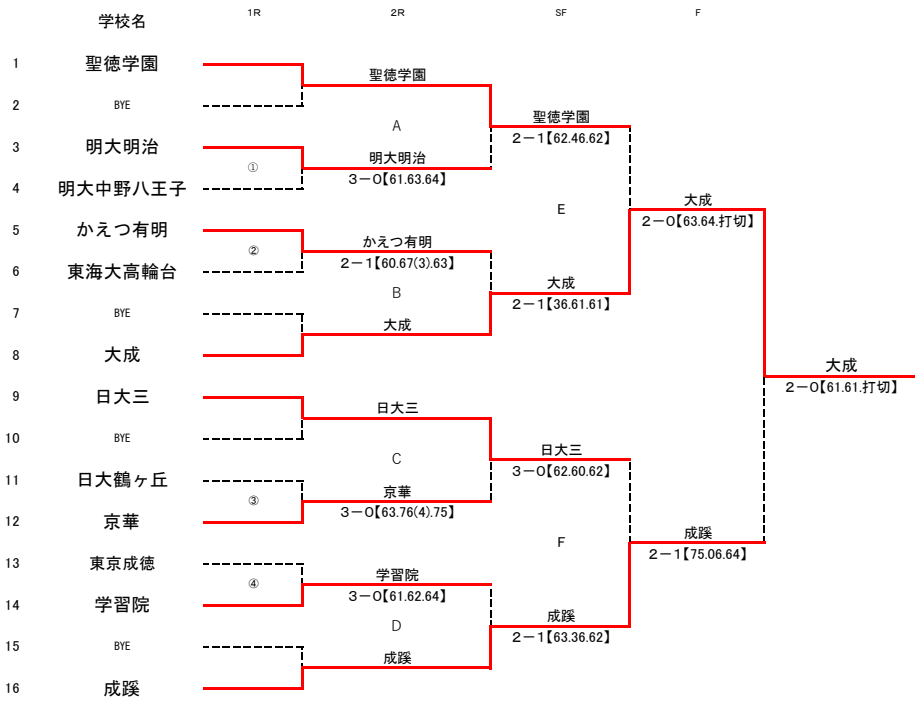 学校名 1R 2R SF F
1 聖徳学園
2 BYE
3 明大明治
4 明大中野八王子
5 かえつ有明
6 東海大高輪台
7 BYE
8 大成
9 日大三
10 BYE
11 日大鶴ヶ丘
12 京華
13 東京成徳
14 学習院
15 BYE
16 成蹊
①
②
③
④
聖徳学園
A
明大明治
3-0【61.63.64】
かえつ有明
2-1【60.67(3).63】
B
大成
日大三
C
京華
3-0【63.76(4).75】
学習院
3-0【61.62.64】
D
成蹊
聖徳学園
2-1【62.46.62】
E
大成
2-1【36.61.61】
日大三
3-0【62.60.62】
F
成蹊
2-1【63.36.62】
大成
2-0【63.64.打切】
成蹊
2-1【75.06.64】
大成
2-0【61.61.打切】